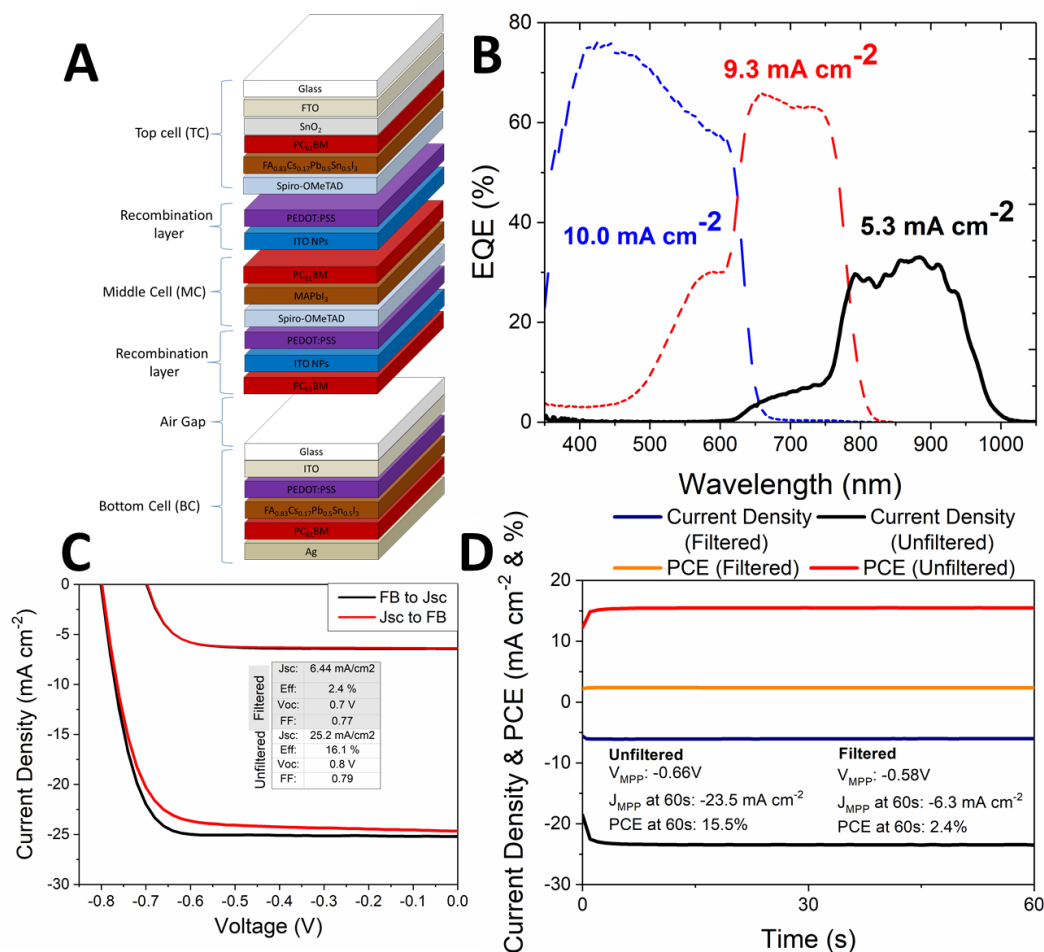 A
Glass
FTO
SnO2
PC61BM
FA0.83Cs0.17Pb0.5Sn0.5I3
Spiro-OMeTAD
PEDOT:PSS
ITO NPs
PC61BM
MAPbI3
Spiro-OMeTAD
PEDOT:PSS
ITO NPs
PC61BM
Glass
ITO
PEDOT:PSS
FA0.83Cs0.17Pb0.5Sn0.5I3
PC61BM
Ag
Top cell (TC)
Recombination
layer
Middle Cell (MC)
Recombination
layer
Air Gap
Bottom Cell (BC)
B
80
60
40
20
0
EQE (%)
10.0 mA cm-2
9.3 mA cm-2
5.3 mA cm-2
400 500 600 700 800 900 1000
Wavelength (nm)
C
0
-5
-10
-15
-20
-25
-30
Current Density (mA cm-2)
FB to Jsc
Jsc to FB
Filtered
Jsc: 6.44 mA/cm2
Eff: 2.4 %
Voc: 0.7 V
FF: 0.77
Unfiltered
Jsc: 25.2 mA/cm2
Eff: 16.1 %
Voc: 0.8 V
FF: 0.79
-0.8 -0.7 -0.6 -0.5 -0.4 -0.3 -0.2 -0.1 0.0
Voltage (V)
D
Current Density
(Filtered)
Current Density
(Unfiltered)
PCE (Filtered)
PCE (Unfiltered)
Current Density & PCE (mA cm-2 & %)
20
15
10
5
0
-5
-10
-15
-20
-25
-30
Unfiltered
VMPP: -0.66V
JMPP at 60s: -23.5 mA cm-2
PCE at 60s: 15.5%
Filtered
VMPP: -0.58V
JMPP at 60s: -6.3 mA cm-2
PCE at 60s: 2.4%
0 20 40 60
Time (s)